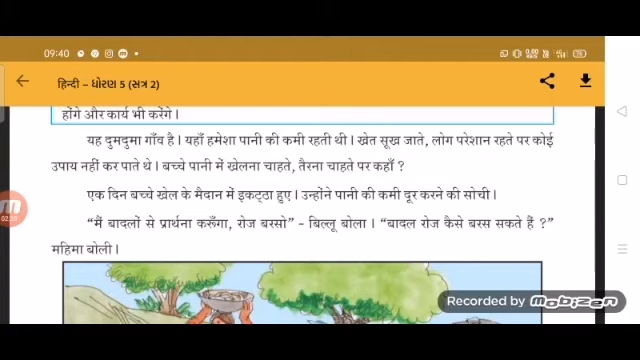 09:40
हिन्दी – ધોરણ 5 (સત્ર 2)
होंगे और कार्य भी करेंगे ।
यह दुमदुमा गाँव है । यहाँ हमेशा पानी की कमी रहती थी । खेत सूख जाते, लोग परेशान रहते पर कोई
उपाय नहीं कर पाते थे । बच्चे पानी में खेलना चाहते, तैरना चाहते पर कहाँ ?
एक दिन बच्चे खेल के मैदान में इकट्ठा हुए । उन्होंने पानी की कमी दूर करने की सोची ।
“मैं बादलों से प्रार्थना करूँगा, रोज बरसो” - बिल्लू बोला । “बादल रोज कैसे बरस सकते हैं ?”
महिमा बोली ।
Recorded by Mobizen